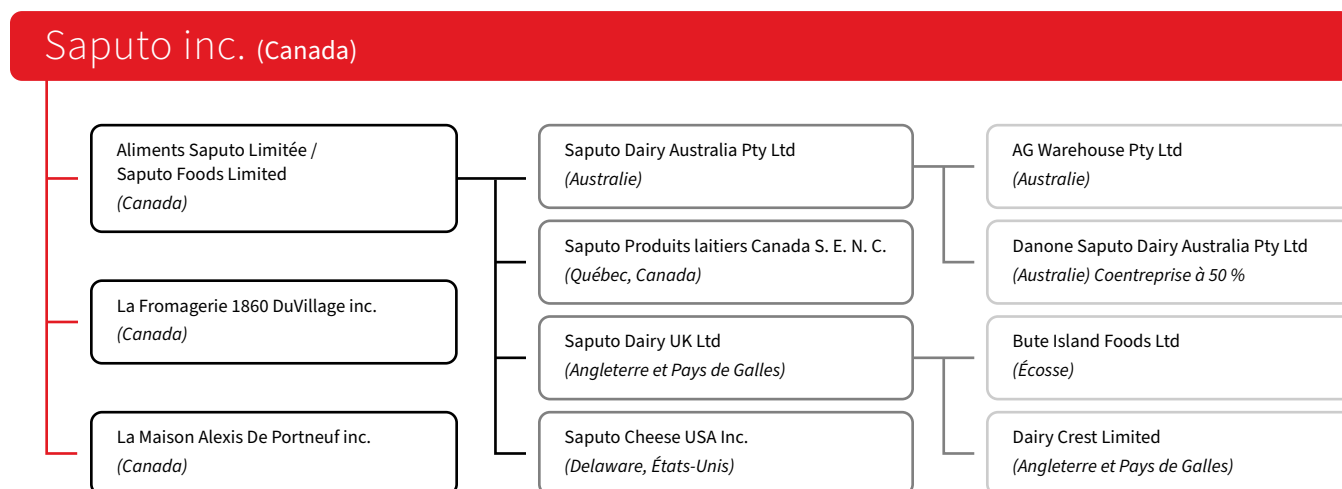 Saputo inc. (Canada)
Aliments Saputo Limitée /
Saputo Foods Limited
(Canada)
La Fromagerie 1860 DuVillage inc.
(Canada)
La Maison Alexis De Portneuf inc.
(Canada)
Saputo Dairy Australia Pty Ltd
(Australie)
Saputo Produits laitiers Canada S. E. N. C.
(Québec, Canada)
Saputo Dairy UK Ltd
(Angleterre et Pays de Galles)
Saputo Cheese USA Inc.
(Delaware, États-Unis)
AG Warehouse Pty Ltd
(Australie)
Danone Saputo Dairy Australia Pty Ltd
(Australie) Coentreprise à 50 %
Bute Island Foods Ltd
(Écosse)
Dairy Crest Limited
(Angleterre et Pays de Galles)